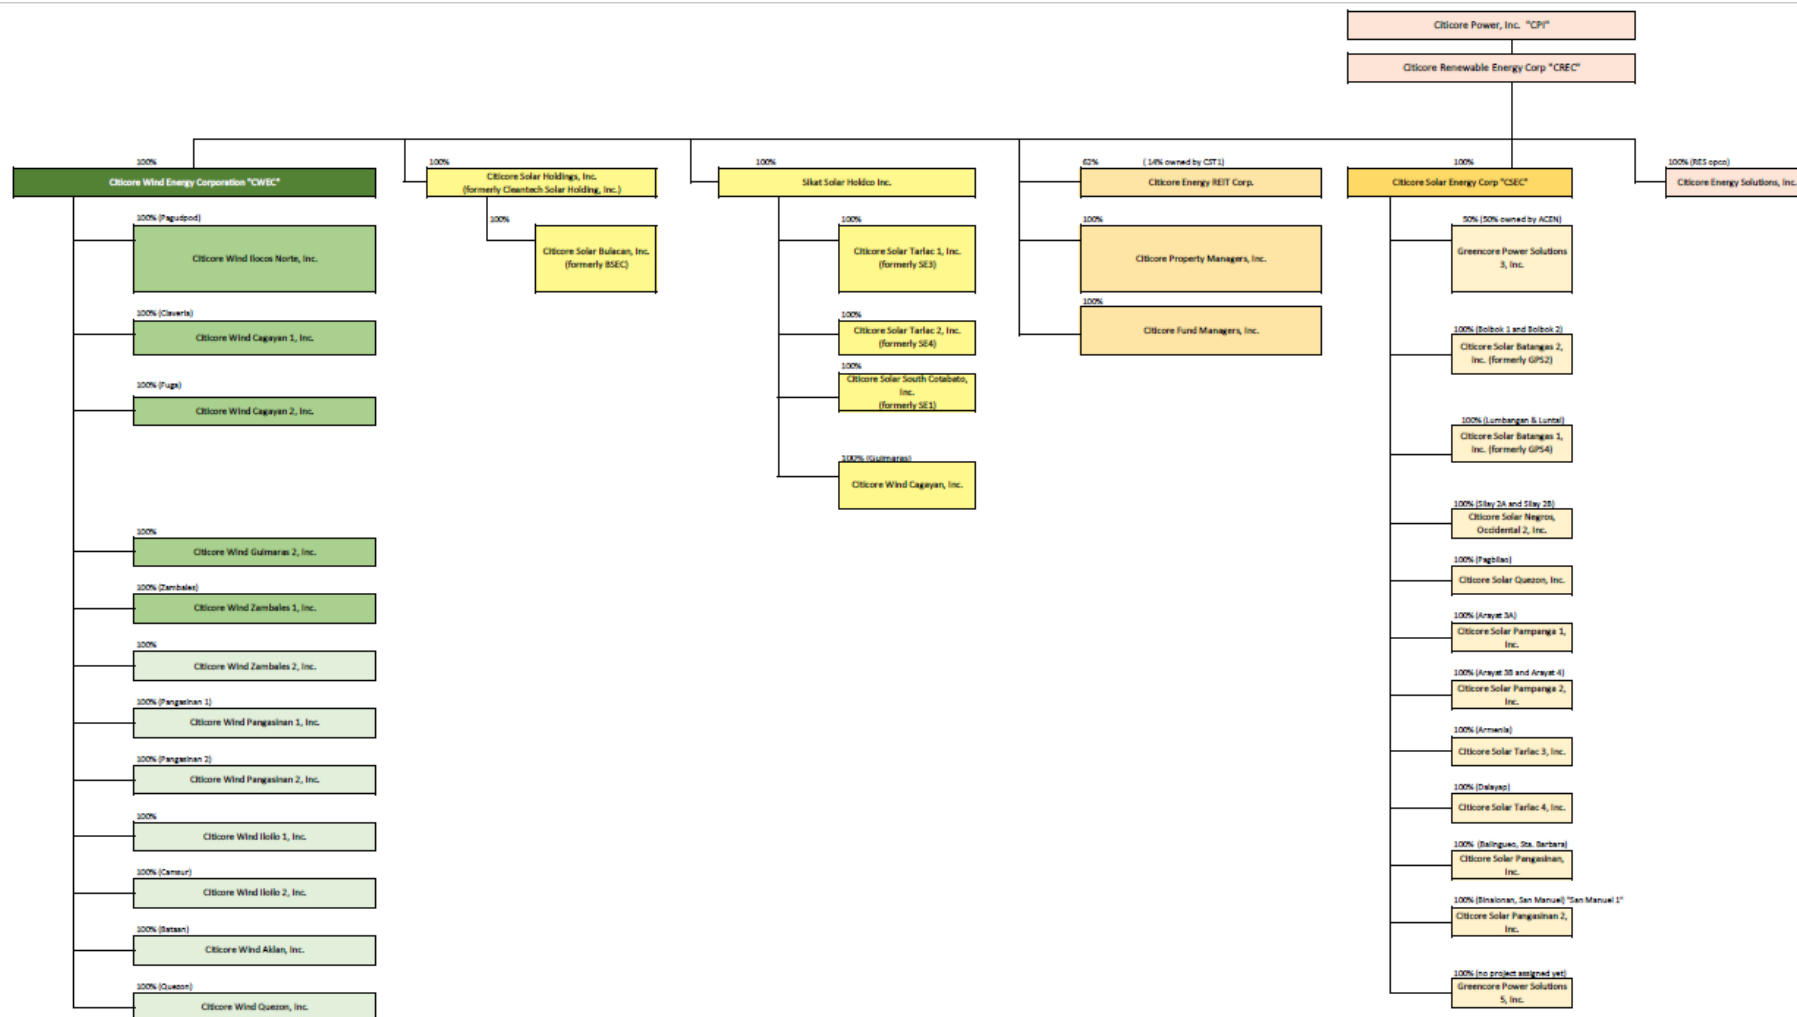 Citicore Power, Inc. "CPI"
Citicore Renewable Energy Corp "CREC"
100%
Citicore Wind Energy Corporation "CWEC"
100% (Pagudpod)
Citicore Wind Ilocos Norte, Inc.
100% (Claveria)
Citicore Wind Cagayan 1, Inc.
100% (Fuga)
Citicore Wind Cagayan 2, Inc.
100%
Citicore Wind Guimaras 2, Inc.
100% (Zambales)
Citicore Wind Zambales 1, Inc.
100%
Citicore Wind Zambales 2, Inc.
100% (Pangasinan 1)
Citicore Wind Pangasinan 1, Inc.
100% (Pangasinan 2)
Citicore Wind Pangasinan 2, Inc.
100%
Citicore Wind Iloilo 1, Inc.
100% (Camsur)
Citicore Wind Iloilo 2, Inc.
100% (Bataan)
Citicore Wind Aklan, Inc.
100% (Quezon)
Citicore Wind Quezon, Inc.
100%
Citicore Solar Holdings, Inc.
(formerly Cleantech Solar Holding, Inc.)
100%
Citicore Solar Bulacan, Inc.
(formerly BSEC)
100%
Sikat Solar Holdco Inc.
100%
Citicore Solar Tarlac 1, Inc.
(formerly SE3)
100%
Citicore Solar Tarlac 2, Inc.
(formerly SE4)
100%
Citicore Solar South Cotabato,
Inc.
(formerly SE1)
100% (Guimaras)
Citicore Wind Cagayan, Inc.
62% (14% owned by CST1)
Citicore Energy REIT Corp.
100%
Citicore Property Managers, Inc.
100%
Citicore Fund Managers, Inc.
100%
Citicore Solar Energy Corp "CSEC"
50% (50% owned by ACEN)
Greencore Power Solutions
3, Inc.
100% (Bolbok 1 and Bolbok 2)
Citicore Solar Batangas 2,
Inc. (formerly GPS2)
100% (Lumbangan & Luntal)
Citicore Solar Batangas 1,
Inc. (formerly GPS4)
100% (Silay 2A and Silay 2B)
Citicore Solar Negros,
Occidental 2, Inc.
100% (Pagbilao)
Citicore Solar Quezon, Inc.
100% (Arayat 3A)
Citicore Solar Pampanga 1,
Inc.
100% (Arayat 3B and Arayat 4)
Citicore Solar Pampanga 2,
Inc.
100% (Armenia)
Citicore Solar Tarlac 3, Inc.
100% (Dalayap)
Citicore Solar Tarlac 4, Inc.
100% (Balingueo, Sta. Barbara)
Citicore Solar Pangasinan,
Inc.
100% (Binalonan, San Manuel) "San Manuel 1"
Citicore Solar Pangasinan 2,
Inc.
100% (no project assigned yet)
Greencore Power Solutions
5, Inc.
100% (RES opco)
Citicore Energy Solutions, Inc.